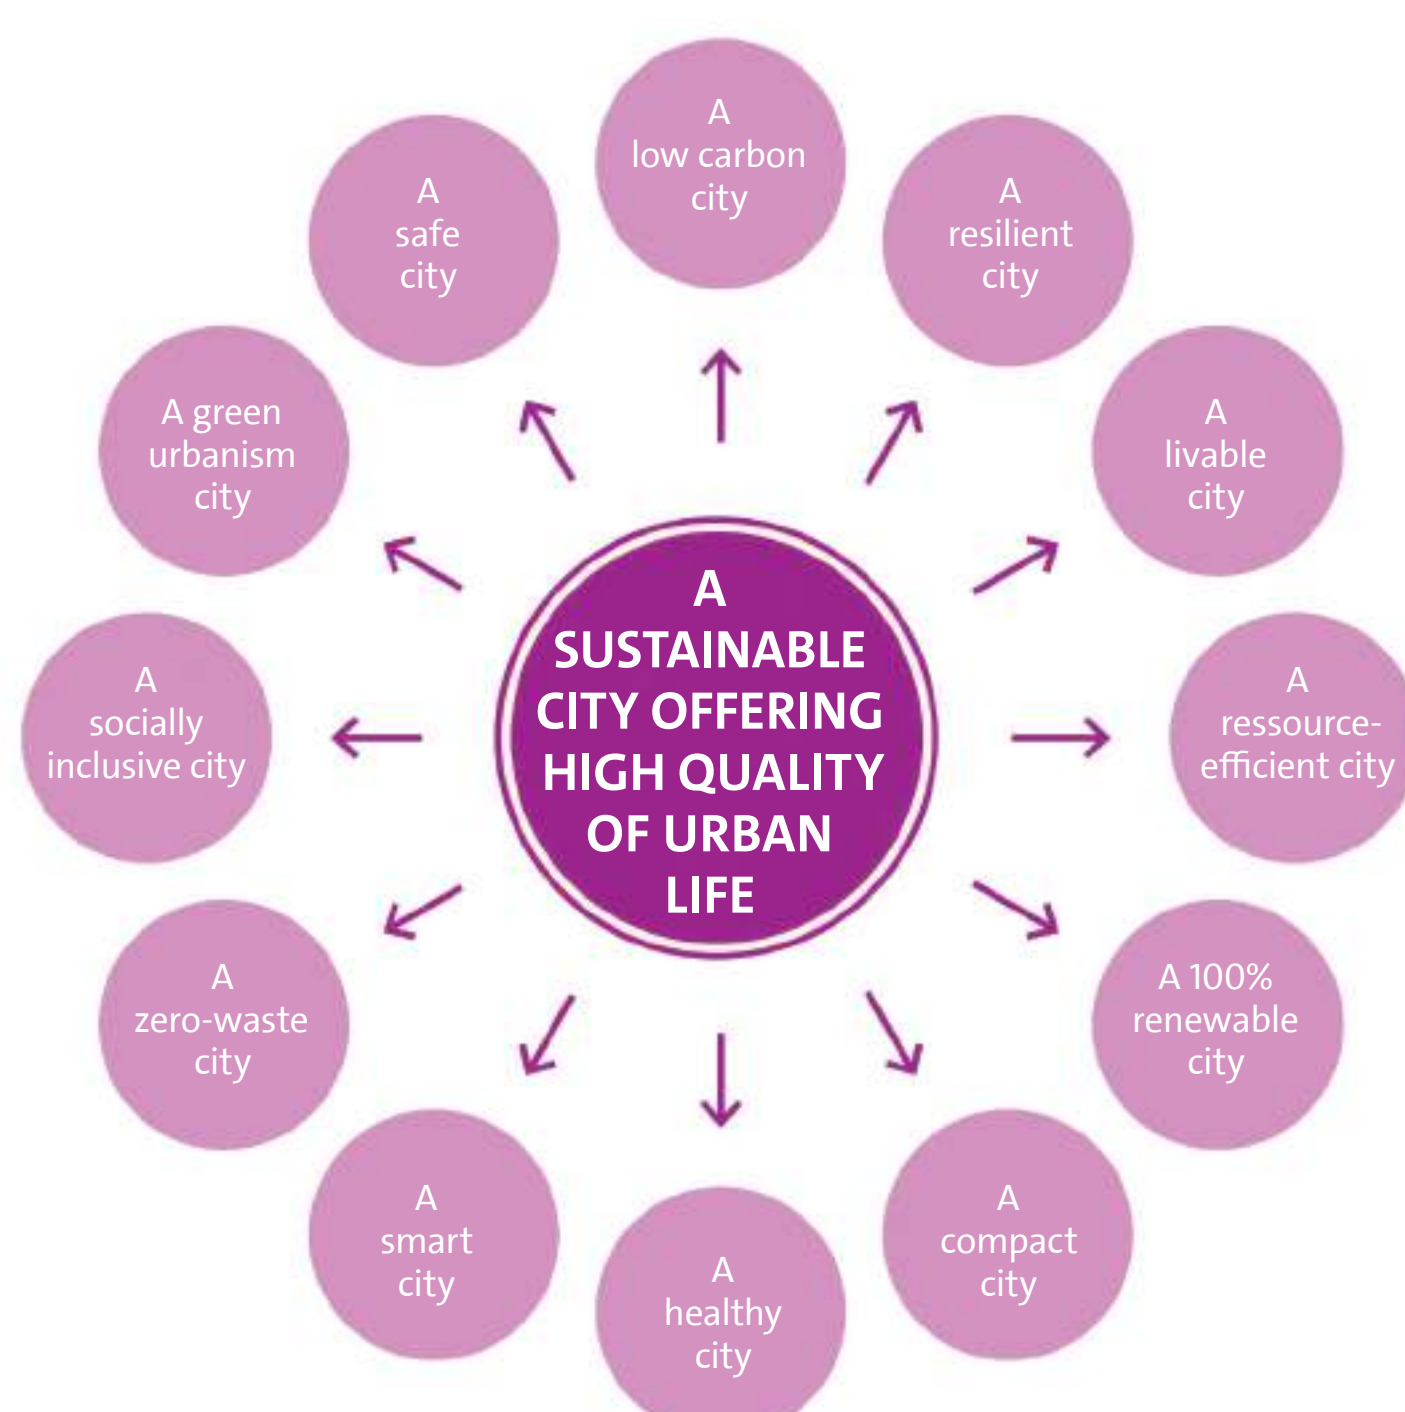 A
low carbon
city
A
resilient
city
A
livable
city
A
ressource-
efficient city
A 100%
renewable
city
A
compact
city
A
healthy
city
A
smart
city
A
zero-waste
city
A
socially
inclusive city
A green
urbanism
city
A
safe
city
A
SUSTAINABLE
CITY OFFERING
HIGH QUALITY
OF URBAN
LIFE